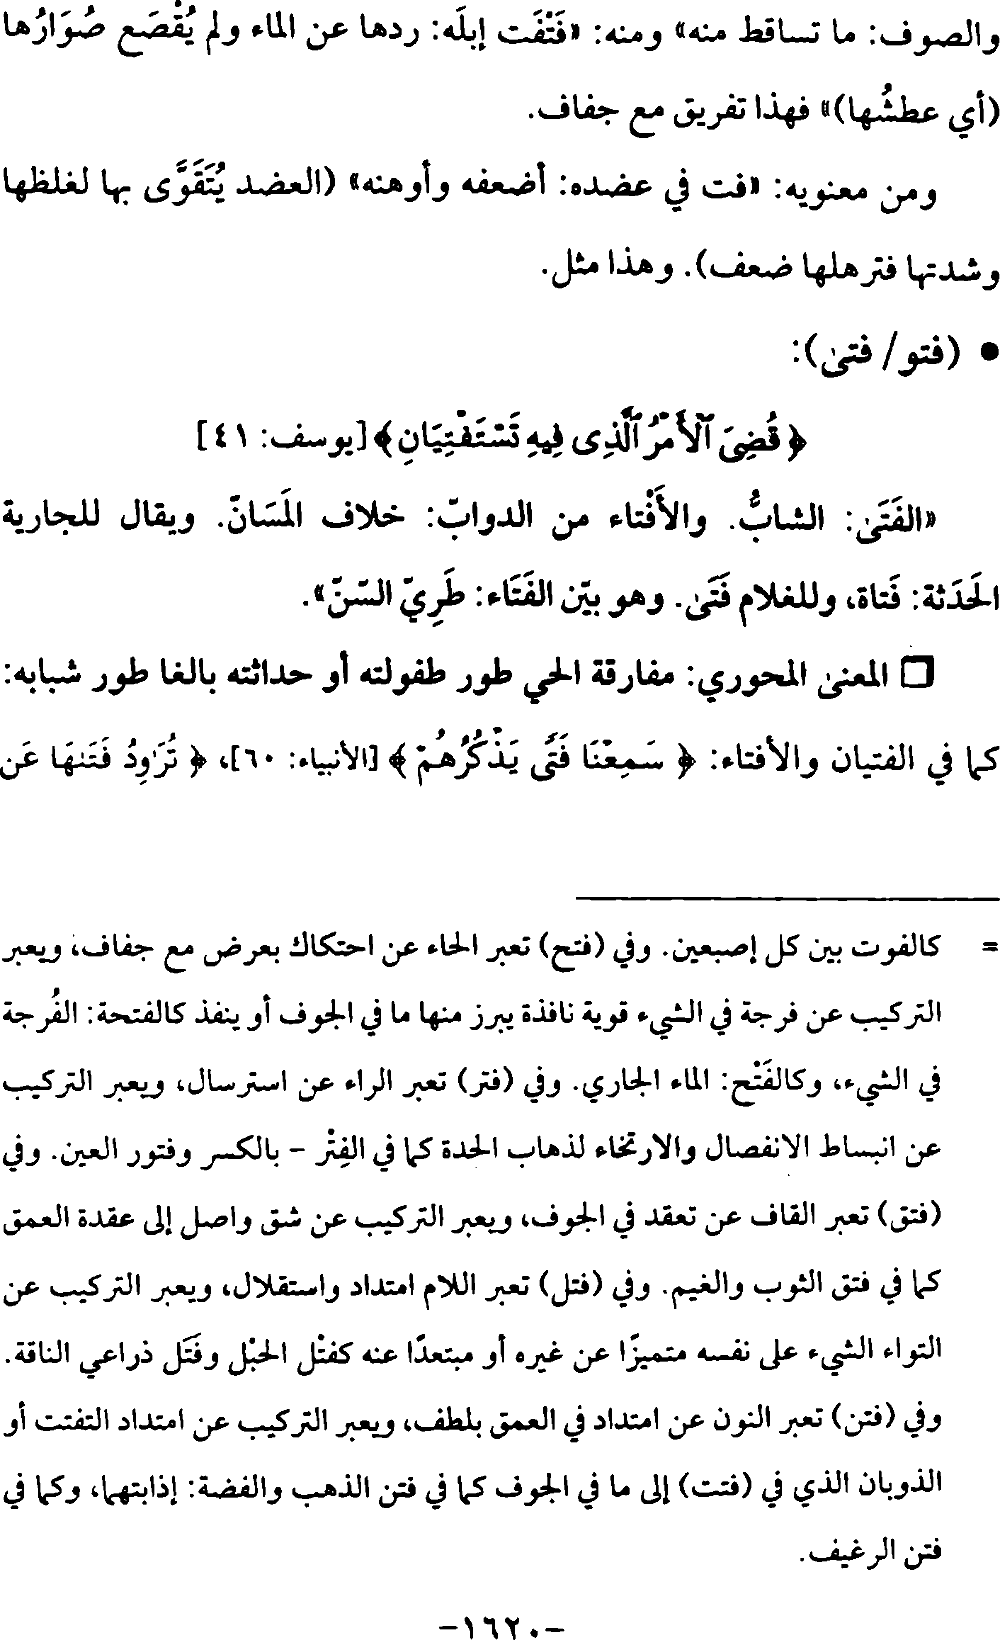 والصوف: ما تساقط منه» ومنه: «فَتْفَت إبلَه: ردها عن الماء ولم يُقْصَع صُوَارُها
(أي عطشُها)» فهذا تفريق مع جفاف.
ومن معنويه: «فت في عضده: أضعفه وأوهنه» (العضد يُتَقَوَّى بها لغلظها
وشدتها فترهلها ضعف). وهذا مثل.
• (فتو/ فتى):
﴿قُضِىَ ٱلْأَمْرُ ٱلَّذِى فِيهِ تَسْتَفْتِيَانِ﴾ [يوسف: ٤١]
«الفَتَى: الشابُّ. والأَفْتاء من الدوابّ: خلاف المَسَانّ. ويقال للجارية
الحَدَثة: فَتاة، وللغلام فَتًى. وهو بيّن الفَتَاء: طَرِيّ السّنّ».
❒ المعنى المحوري: مفارقة الحي طور طفولته أو حداثته بالغا طور شبابه:
كما في الفتيان والأفتاء: ﴿سَمِعْنَا فَتًى يَذْكُرُهُمْ﴾ [الأنبياء: ٦٠]، ﴿تُرَٰوِدُ فَتَىٰهَا عَن
= كالفوت بين كل إصبعين. وفي (فتح) تعبر الحاء عن احتكاك بعرض مع جفاف، ويعبر
التركيب عن فرجة في الشيء قوية نافذة يبرز منها ما في الجوف أو ينفذ كالفتحة: الفُرجة
في الشيء، وكالفَتْح: الماء الجاري. وفي (فتر) تعبر الراء عن استرسال، ويعبر التركيب
عن انبساط الانفصال والارتخاء لذهاب الحدة كما في الفِتْر – بالكسر وفتور العين. وفي
(فتق) تعبر القاف عن تعقد في الجوف، ويعبر التركيب عن شق واصل إلى عقدة العمق
كما في فتق الثوب والغيم. وفي (فتل) تعبر اللام امتداد واستقلال، ويعبر التركيب عن
التواء الشيء على نفسه متميزًا عن غيره أو مبتعدًا عنه كفتْل الحبْل وفَتَل ذراعي الناقة.
وفي (فتن) تعبر النون عن امتداد في العمق بلطف، ويعبر التركيب عن امتداد التفتت أو
الذوبان الذي في (فتت) إلى ما في الجوف كما في فتن الذهب والفضة: إذابتهما، وكما في
فتن الرغيف.
-١٦٢٠-